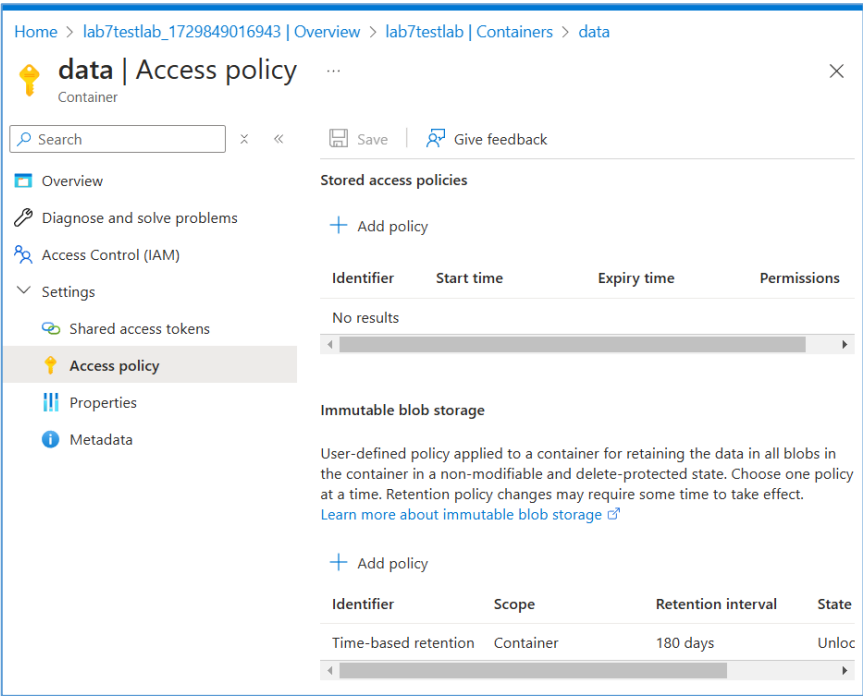 Home > lab7testlab_1729849016943 | Overview > lab7testlab | Containers > data
data | Access policy ...
Container
Search
Save | Give feedback
Overview
Diagnose and solve problems
Access Control (IAM)
Settings
Shared access tokens
Access policy
Properties
Metadata
Stored access policies
+ Add policy
Identifier Start time Expiry time Permissions
No results
Immutable blob storage
User-defined policy applied to a container for retaining the data in all blobs in
the container in a non-modifiable and delete-protected state. Choose one policy
at a time. Retention policy changes may require some time to take effect.
Learn more about immutable blob storage
+ Add policy
Identifier Scope Retention interval State
Time-based retention Container 180 days Unloc